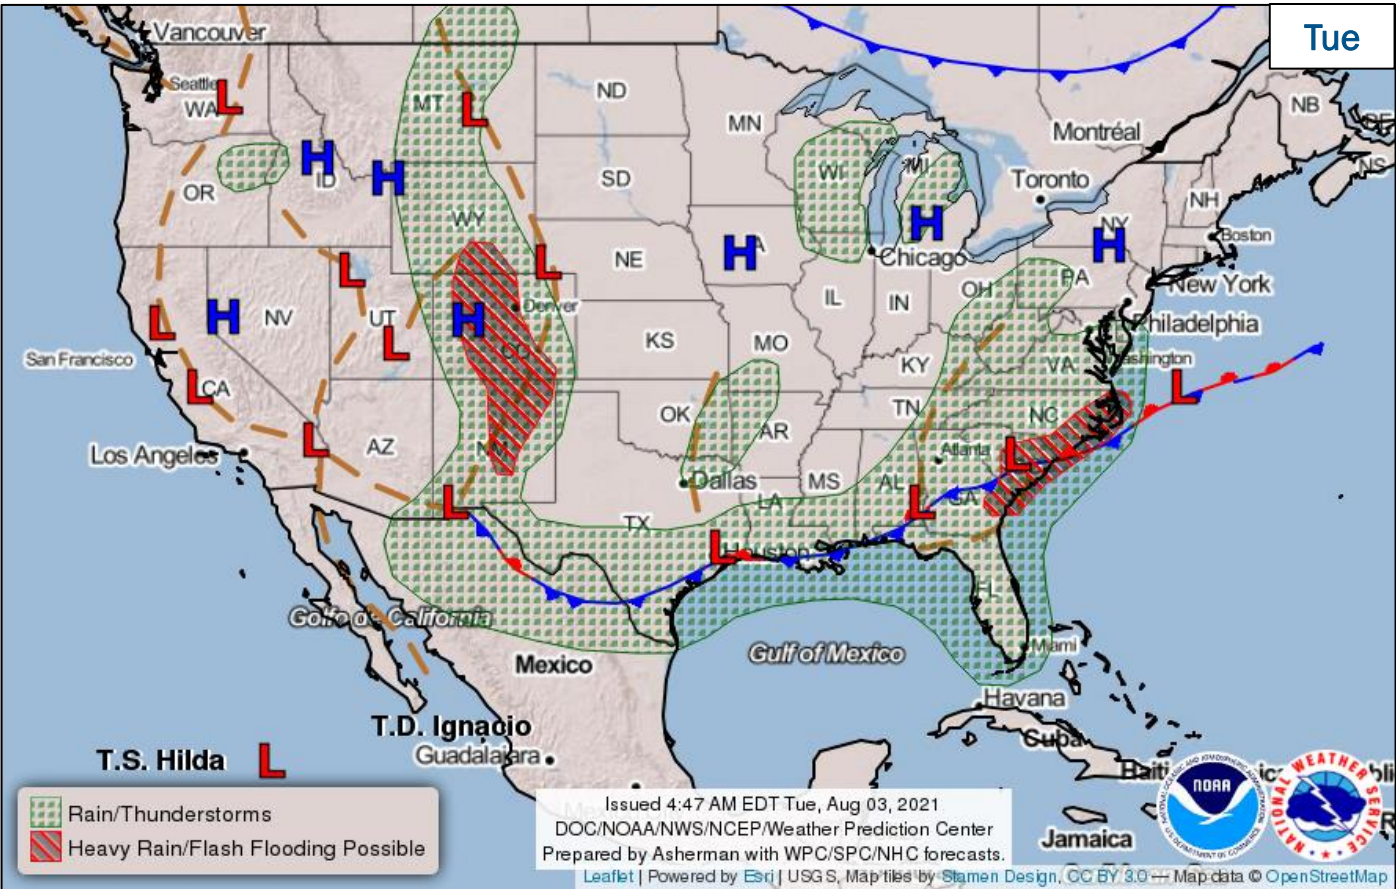 Tue
Vancouver
Seattle
WA
L
MT
L
ND
MN
Montréal
NB
NS
OR
H
ID
H
SD
WI
MI
Toronto
NH
WY
H
NY
H
Boston
H
L
L
NE
Chicago
PA
New York
L
H
NV
UT
H
Denver
IL
IN
OH
Philadelphia
San Francisco
L
KS
MO
KY
VA
Washington
L
CA
L
OK
TN
NC
Los Angeles
L
AZ
NM
AR
Atlanta
L
L
Dallas
MS
AL
L
GA
TX
LA
L
Houston
FL
Golfo de California
Gulf of Mexico
Miami
Mexico
Havana
T.D. Ignacio
Guadalajara
Cuba
T.S. Hilda
L
Haiti
NOAA
NATIONAL WEATHER SERVICE
Jamaica
Rain/Thunderstorms
Heavy Rain/Flash Flooding Possible
Issued 4:47 AM EDT Tue, Aug 03, 2021
DOC/NOAA/NWS/NCEP/Weather Prediction Center
Prepared by Asherman with WPC/SPC/NHC forecasts.
Leaflet | Powered by Esri | USGS, Map tiles by Stamen Design, CC BY 3.0 — Map data © OpenStreetMap